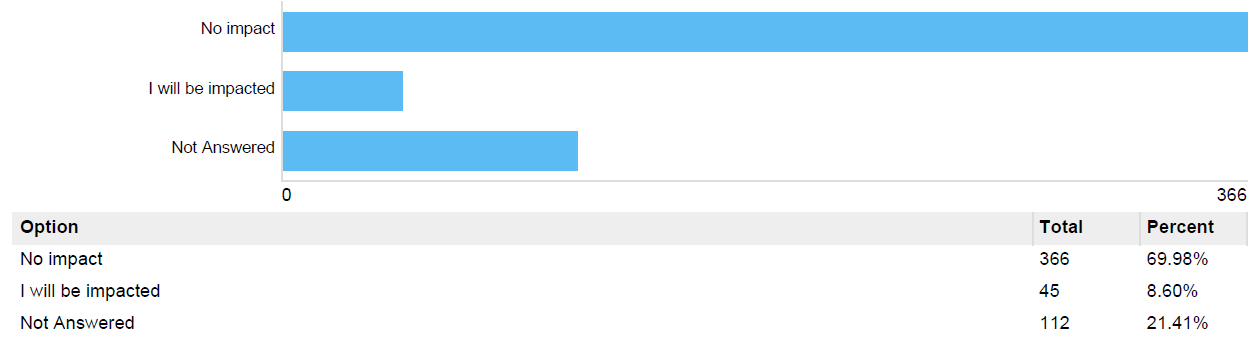 No impact
I will be impacted
Not Answered
0 366
Option Total Percent
No impact 366 69.98%
I will be impacted 45 8.60%
Not Answered 112 21.41%